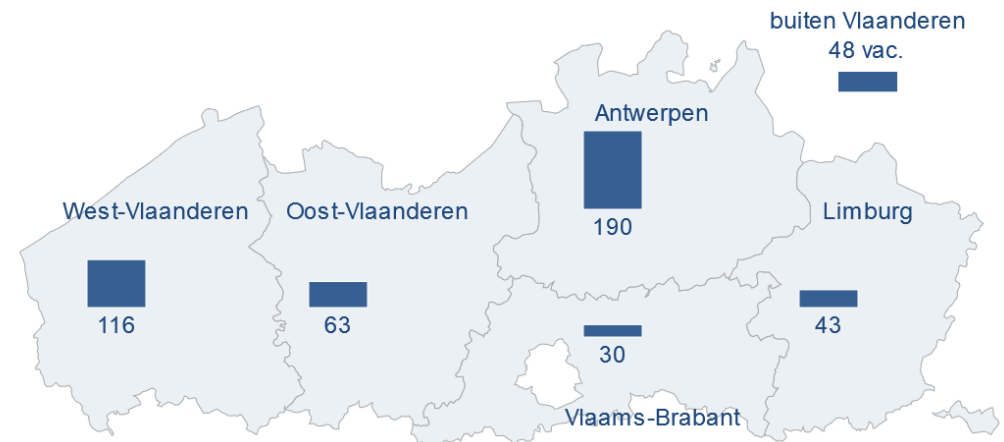 buiten Vlaanderen
48 vac.
Antwerpen
190
West-Vlaanderen
116
Oost-Vlaanderen
63
Limburg
43
30
Vlaams-Brabant